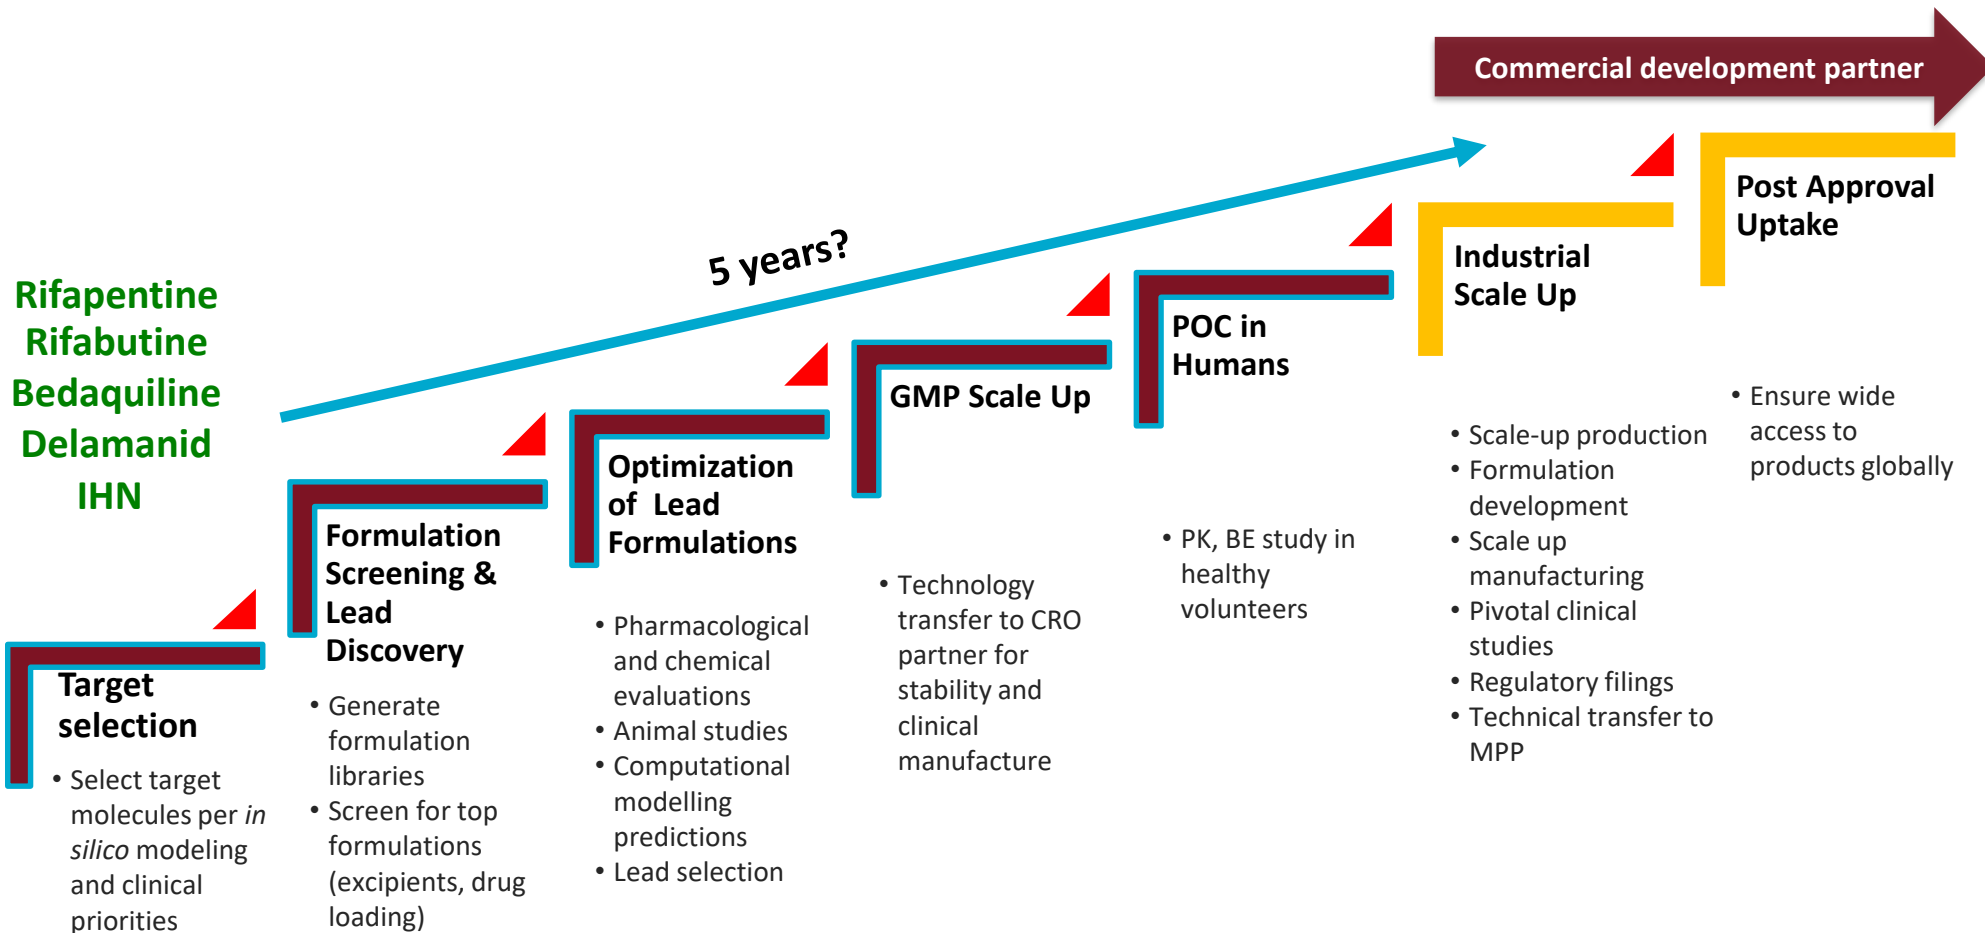 Commercial development partner
5 years?
Rifapentine
Rifabutine
Bedaquiline
Delamanid
IHN
Target
selection
• Select target
molecules per in
silico modeling
and clinical
priorities
Formulation
Screening &
Lead
Discovery
• Generate
formulation
libraries
• Screen for top
formulations
(excipients, drug
loading)
Optimization
of Lead
Formulations
• Pharmacological
and chemical
evaluations
• Animal studies
• Computational
modelling
predictions
• Lead selection
GMP Scale Up
• Technology
transfer to CRO
partner for
stability and
clinical
manufacture
POC in
Humans
• PK, BE study in
healthy
volunteers
Industrial
Scale Up
• Scale-up production
• Formulation
development
• Scale up
manufacturing
• Pivotal clinical
studies
• Regulatory filings
• Technical transfer to
MPP
Post Approval
Uptake
• Ensure wide
access to
products globally